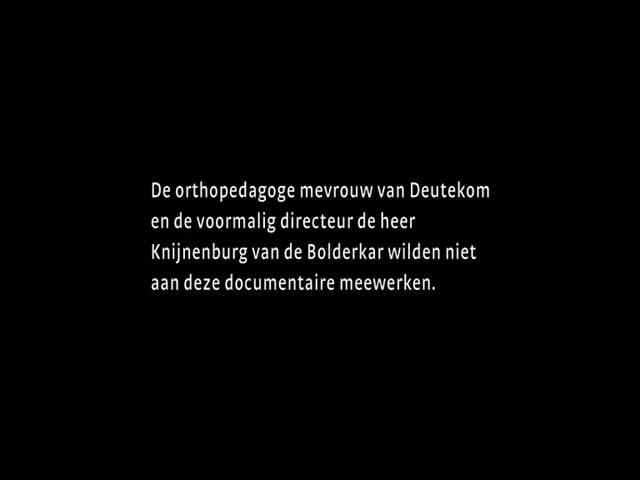 De orthopedagoge mevrouw van Deutekom
en de voormalig directeur de heer
Knijnenburg van de Bolderkar wilden niet
aan deze documentaire meewerken.